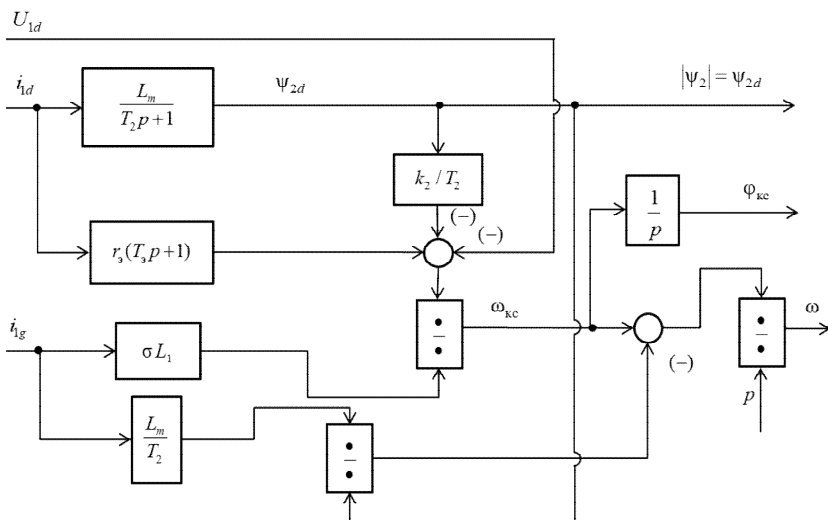 U₁d
i₁d
Lm / T₂p+1
ψ₂d
|ψ₂| = ψ₂d
k₂ / T₂
(−)
(−)
1 / p
φкс
rэ(Tэp+1)
i₁g
σL₁
÷
ωкс
(−)
÷
ω
p
Lm / T₂
÷